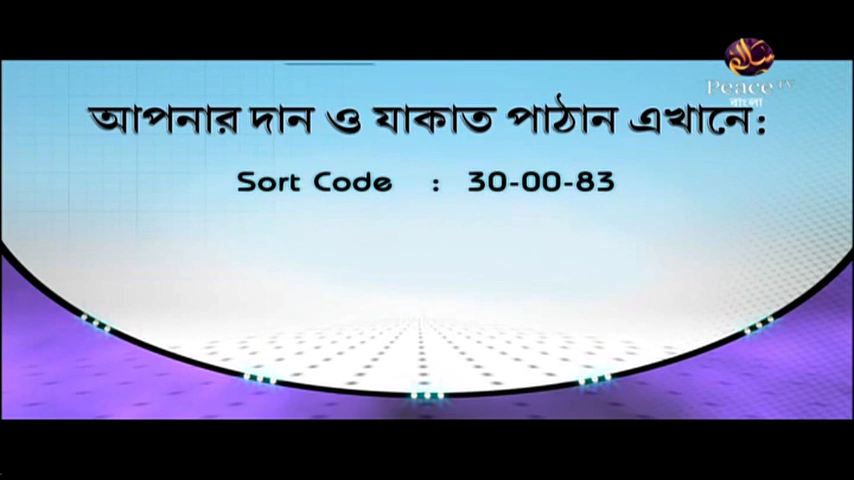 Peace TV
বাংলা
আপনার দান ও যাকাত পাঠান এখানে:
Sort Code : 30-00-83